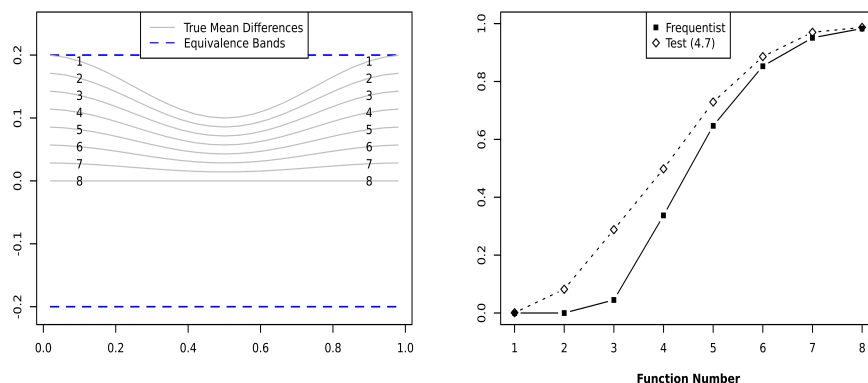 True Mean Differences
Equivalence Bands
0.2
0.1
0.0
-0.1
-0.2
1 1
2 2
3 3
4 4
5 5
6 6
7 7
8 8
0.0 0.2 0.4 0.6 0.8 1.0
Frequentist
Test (4.7)
1.0
0.8
0.6
0.4
0.2
0.0
1 2 3 4 5 6 7 8
Function Number